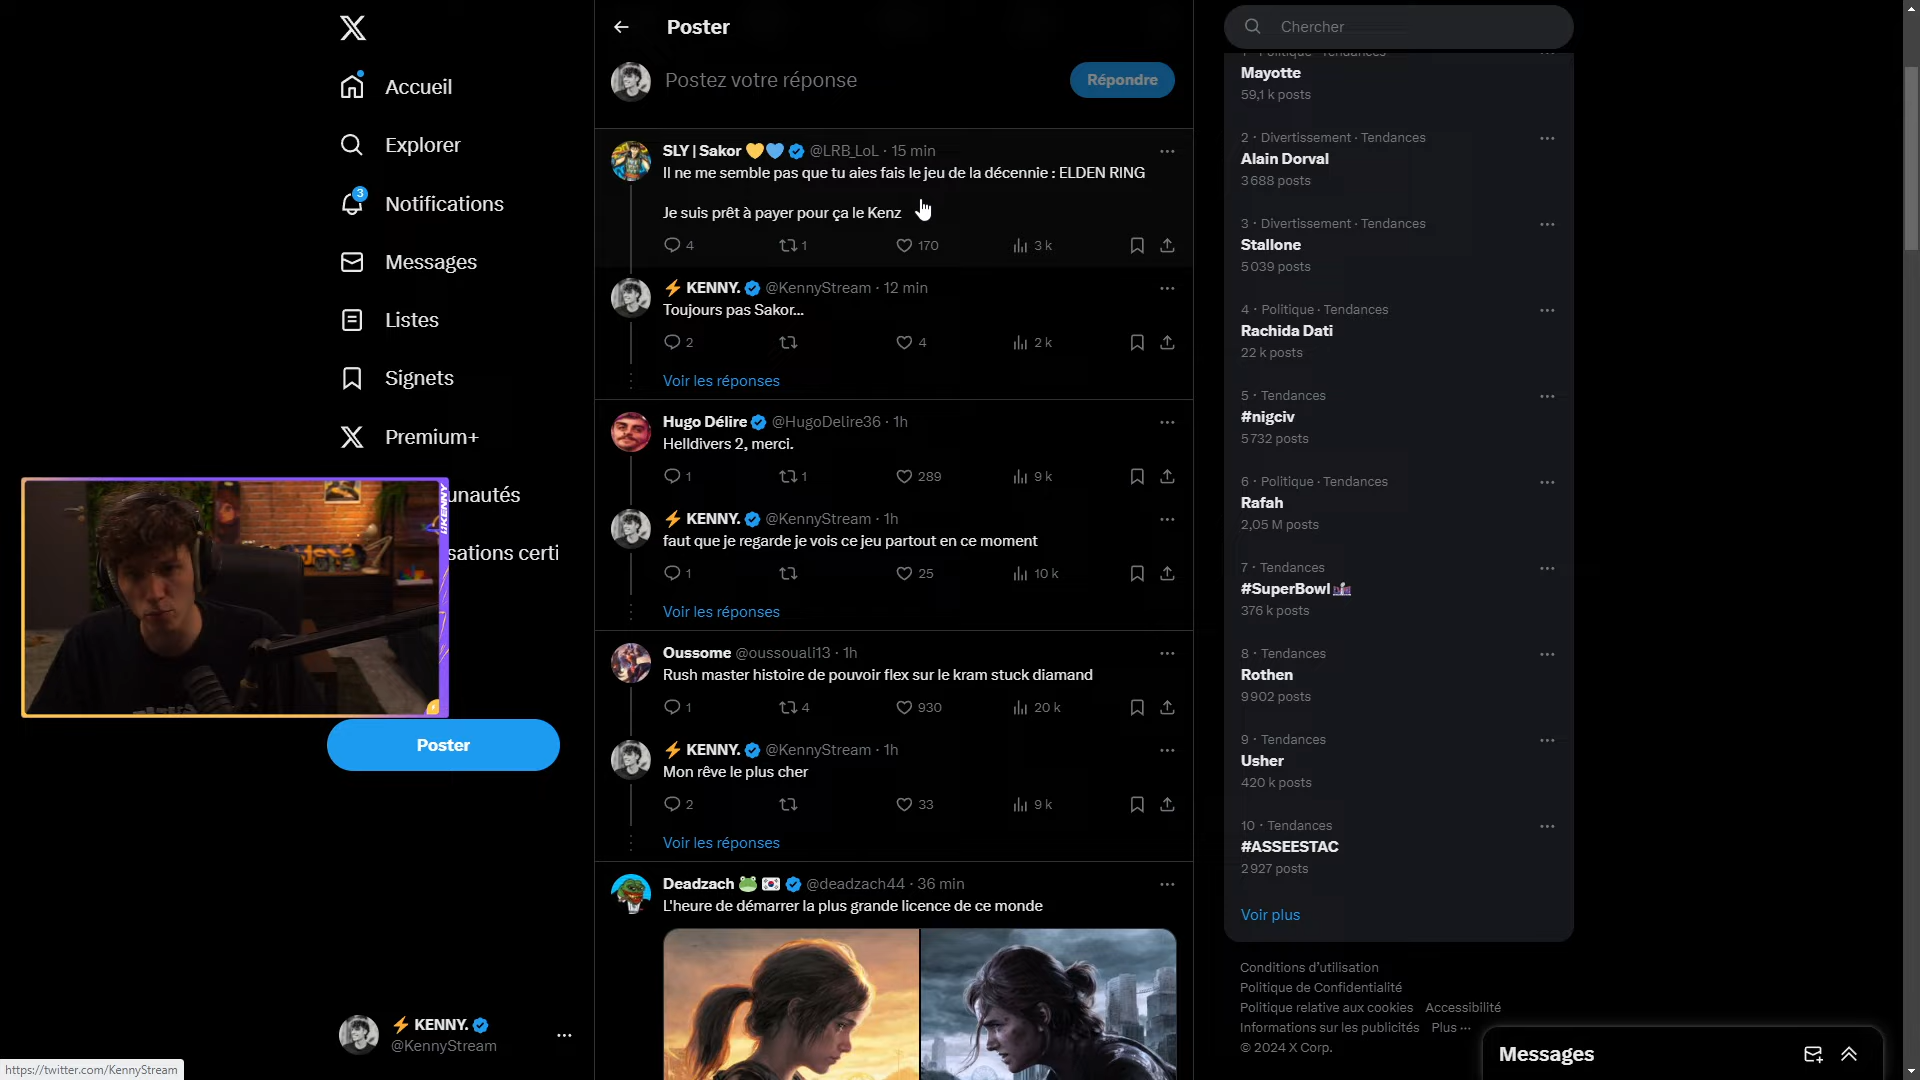 Accueil
Explorer
3
Notifications
Messages
Listes
Signets
Premium+
unautés
sations certi
KENNY
Poster
KENNY.
@KennyStream
https://twitter.com/KennyStream
Poster
Postez votre réponse
Répondre
SLY | Sakor @LRB_LoL · 15 min
Il ne me semble pas que tu aies fais le jeu de la décennie : ELDEN RING
Je suis prêt à payer pour ça le Kenz
4 1 170 3 k
KENNY. @KennyStream · 12 min
Toujours pas Sakor...
2 4 2 k
Voir les réponses
Hugo Délire @HugoDelire36 · 1h
Helldivers 2, merci.
1 1 289 9 k
KENNY. @KennyStream · 1h
faut que je regarde je vois ce jeu partout en ce moment
1 25 10 k
Voir les réponses
Oussome @oussouali13 · 1h
Rush master histoire de pouvoir flex sur le kram stuck diamand
1 4 930 20 k
KENNY. @KennyStream · 1h
Mon rêve le plus cher
2 33 9 k
Voir les réponses
Deadzach @deadzach44 · 36 min
L'heure de démarrer la plus grande licence de ce monde
Chercher
1 · Politique · Tendances
Mayotte
59,1 k posts
2 · Divertissement · Tendances
Alain Dorval
3 688 posts
3 · Divertissement · Tendances
Stallone
5 039 posts
4 · Politique · Tendances
Rachida Dati
22 k posts
5 · Tendances
#nigciv
5 732 posts
6 · Politique · Tendances
Rafah
2,05 M posts
7 · Tendances
#SuperBowl
376 k posts
8 · Tendances
Rothen
9 902 posts
9 · Tendances
Usher
420 k posts
10 · Tendances
#ASSEESTAC
2 927 posts
Voir plus
Conditions d'utilisation
Politique de Confidentialité
Politique relative aux cookies Accessibilité
Informations sur les publicités Plus ···
© 2024 X Corp.
Messages